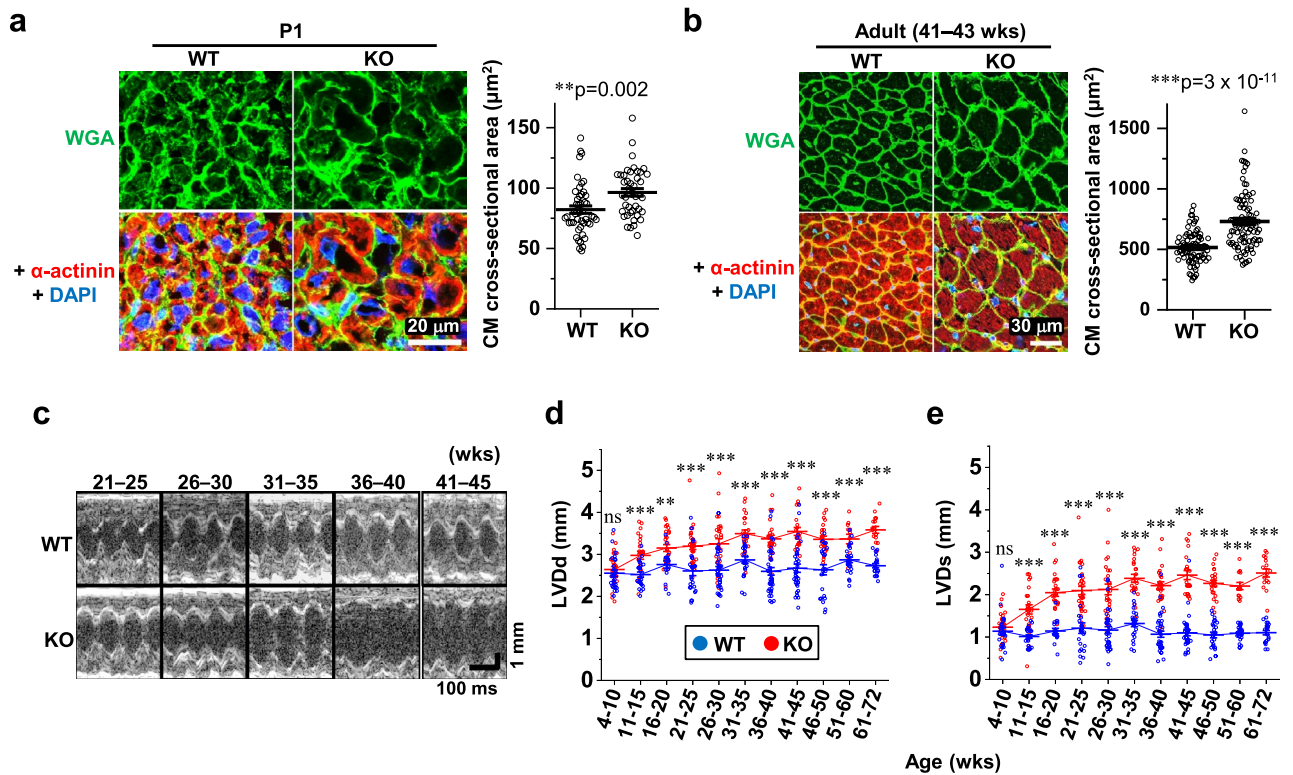 a
P1
WT KO
WGA
+ α-actinin
+ DAPI
20 μm
CM cross-sectional area (μm²)
**p=0.002
150
100
50
0
WT KO
b
Adult (41–43 wks)
WT KO
WGA
+ α-actinin
+ DAPI
30 μm
CM cross-sectional area (μm²)
***p=3 x 10⁻¹¹
1500
1000
500
0
WT KO
c
(wks)
21–25 26–30 31–35 36–40 41–45
WT
KO
1 mm
100 ms
d
LVDd (mm)
5
4
3
2
1
0
ns *** ** *** *** *** *** *** *** *** ***
WT KO
4-10 11-15 16-20 21-25 26-30 31-35 36-40 41-45 46-50 51-60 61-72
e
LVDs (mm)
5
4
3
2
1
0
ns *** *** *** *** *** *** *** *** *** ***
4-10 11-15 16-20 21-25 26-30 31-35 36-40 41-45 46-50 51-60 61-72
Age (wks)